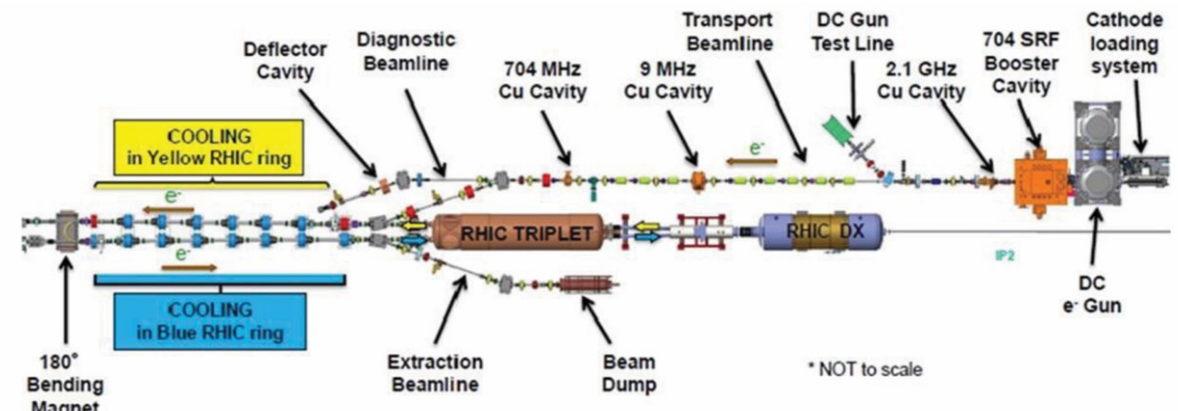 Deflector
Cavity
Diagnostic
Beamline
704 MHz
Cu Cavity
9 MHz
Cu Cavity
Transport
Beamline
DC Gun
Test Line
2.1 GHz
Cu Cavity
704 SRF
Booster
Cavity
Cathode
loading
system
COOLING
in Yellow RHIC ring
e-
e-
RHIC TRIPLET
RHIC DX
IP2
e-
COOLING
in Blue RHIC ring
DC
e- Gun
180°
Bending
Magnet
Extraction
Beamline
Beam
Dump
* NOT to scale